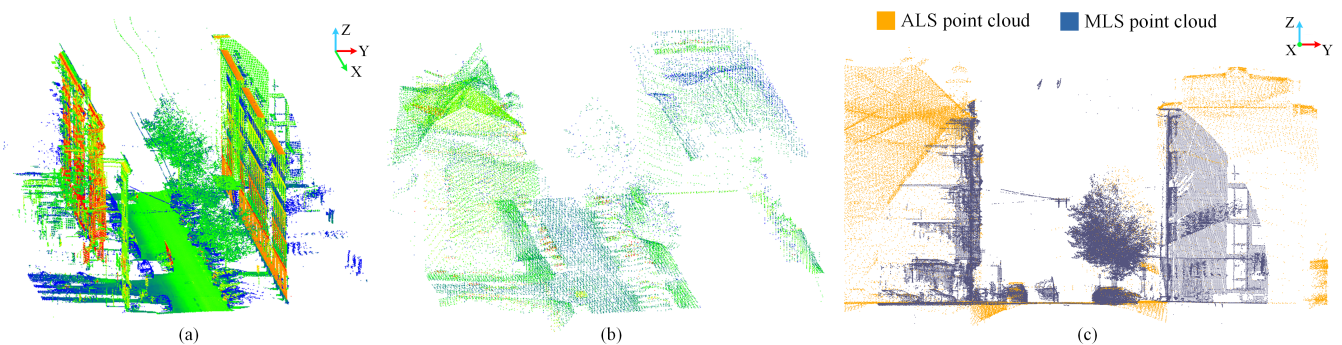 ALS point cloud
MLS point cloud
Z
Y
X
Z
X
Y
(a)
(b)
(c)